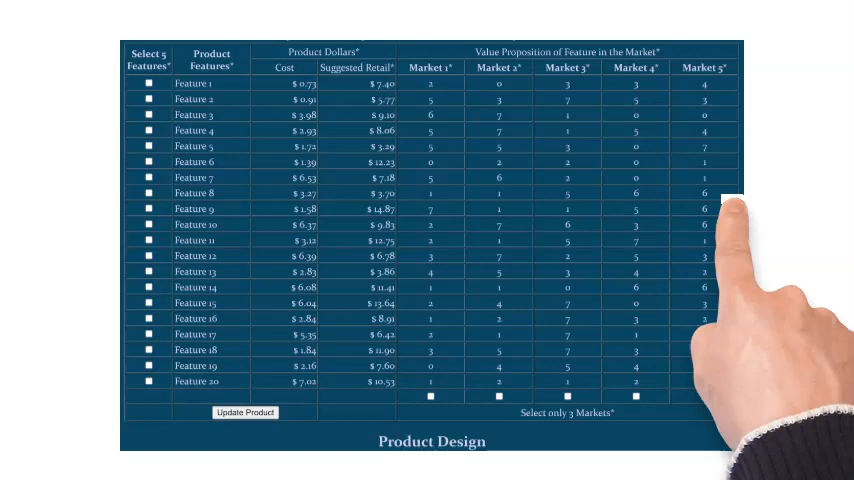 Product Dollars* Value Proposition of Feature in the Market*
Select 5 Features* Product Features* Cost Suggested Retail* Market 1* Market 2* Market 3* Market 4* Market 5*
Feature 1 $ 0.73 $ 7.40 2 0 3 3 4
Feature 2 $ 0.91 $ 5.77 5 3 7 5 3
Feature 3 $ 3.98 $ 9.10 6 7 1 0 0
Feature 4 $ 2.93 $ 8.06 5 7 1 5 4
Feature 5 $ 1.72 $ 3.29 5 5 3 0 7
Feature 6 $ 1.39 $ 12.23 0 2 2 0 1
Feature 7 $ 6.53 $ 7.18 5 6 2 0 1
Feature 8 $ 3.27 $ 3.70 1 1 5 6 6
Feature 9 $ 1.58 $ 14.87 7 1 1 5 6
Feature 10 $ 6.37 $ 9.83 2 7 6 3 6
Feature 11 $ 3.12 $ 12.75 2 1 5 7 1
Feature 12 $ 6.39 $ 6.78 3 7 2 5 3
Feature 13 $ 2.83 $ 3.86 4 5 3 4 2
Feature 14 $ 6.08 $ 11.41 1 1 0 6 6
Feature 15 $ 6.04 $ 13.64 2 4 7 0 3
Feature 16 $ 2.84 $ 8.91 1 2 7 3 2
Feature 17 $ 5.35 $ 6.42 2 1 7 1
Feature 18 $ 1.84 $ 11.90 3 5 7 3
Feature 19 $ 2.16 $ 7.60 0 4 5 4
Feature 20 $ 7.02 $ 10.53 1 2 1 2
Update Product Select only 3 Markets*
Product Design